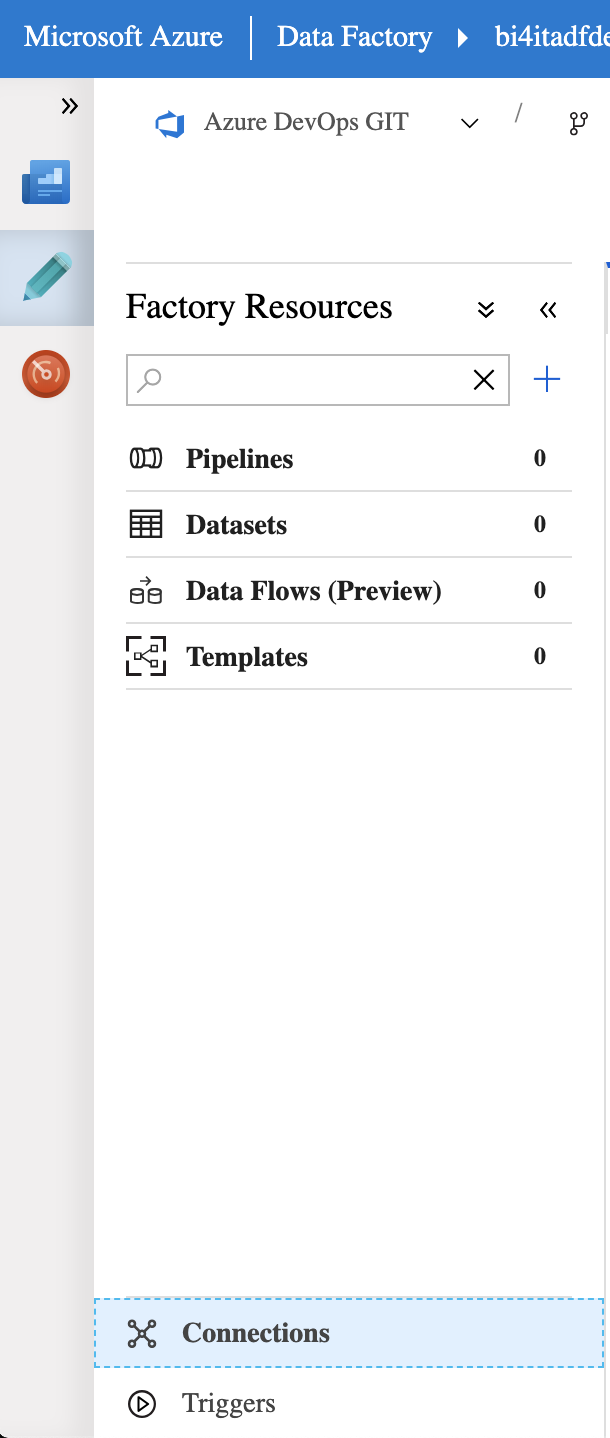 Microsoft Azure Data Factory bi4itadfde
Azure DevOps GIT /
Factory Resources
Pipelines 0
Datasets 0
Data Flows (Preview) 0
Templates 0
Connections
Triggers